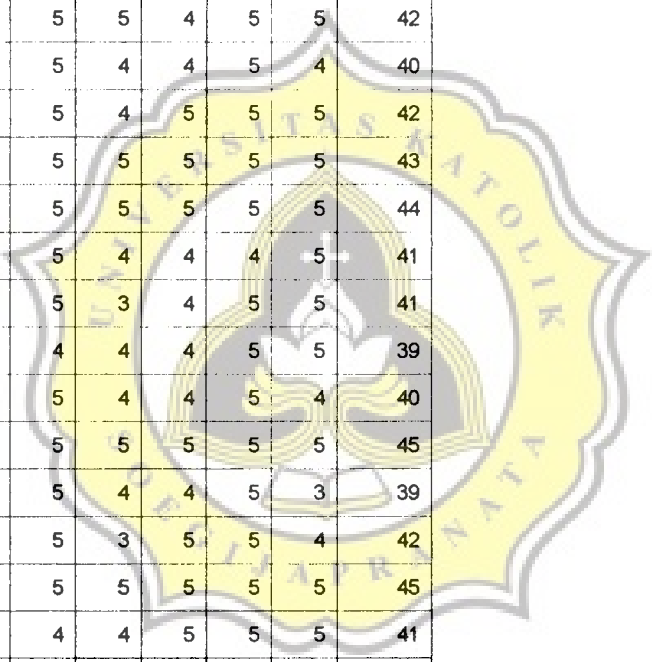 5 5 4 5 5 42
5 4 4 5 4 40
5 4 5 5 5 42
5 5 5 5 5 43
5 5 5 5 5 44
5 4 4 4 5 41
5 3 4 5 5 41
4 4 4 5 5 39
5 4 4 5 4 40
5 5 5 5 5 45
5 4 4 5 3 39
5 3 5 5 4 42
5 5 5 5 5 45
4 4 5 5 5 41
UNIVERSITAS KATOLIK
SOEGIJAPRANATA